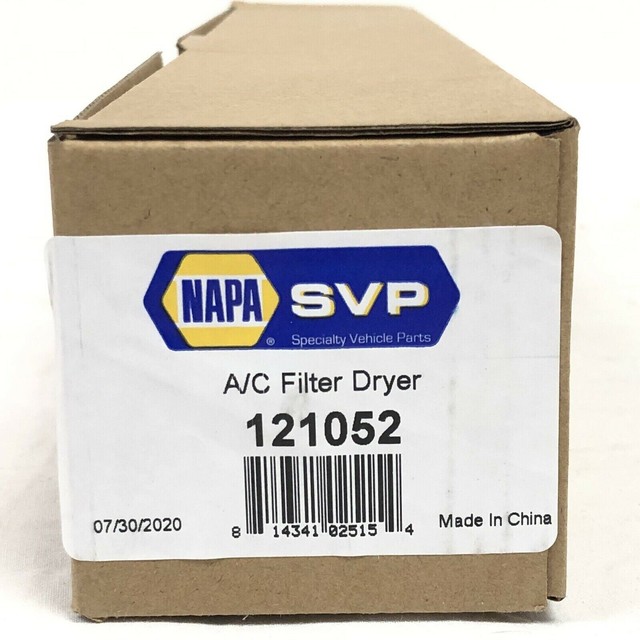 NAPA SVP
® Specialty Vehicle Parts
A/C Filter Dryer
121052
07/30/2020 8 14341 02515 4 Made In China